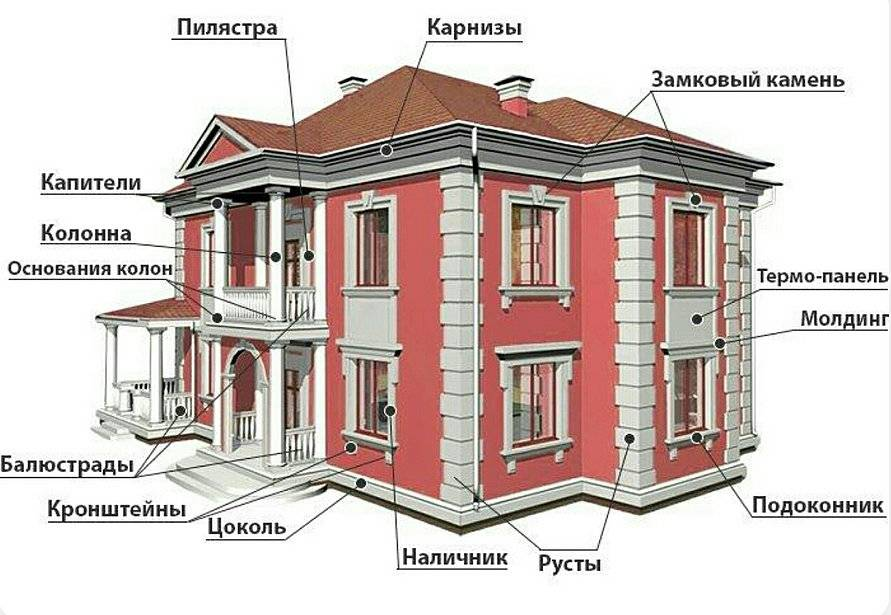 Пилястра
Карнизы
Замковый камень
Капители
Колонна
Основания колон
Термо-панель
Молдинг
Балюстрады
Кронштейны
Подоконник
Цоколь
Наличник
Русты